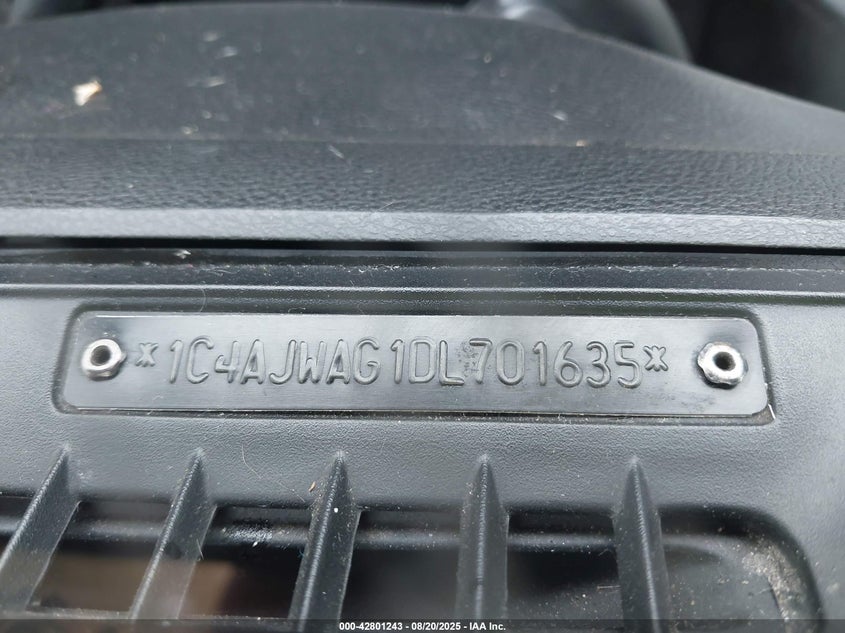 *1C4AJWAG1DL701635*
000-42801243 - 08/20/2025 - IAA Inc.